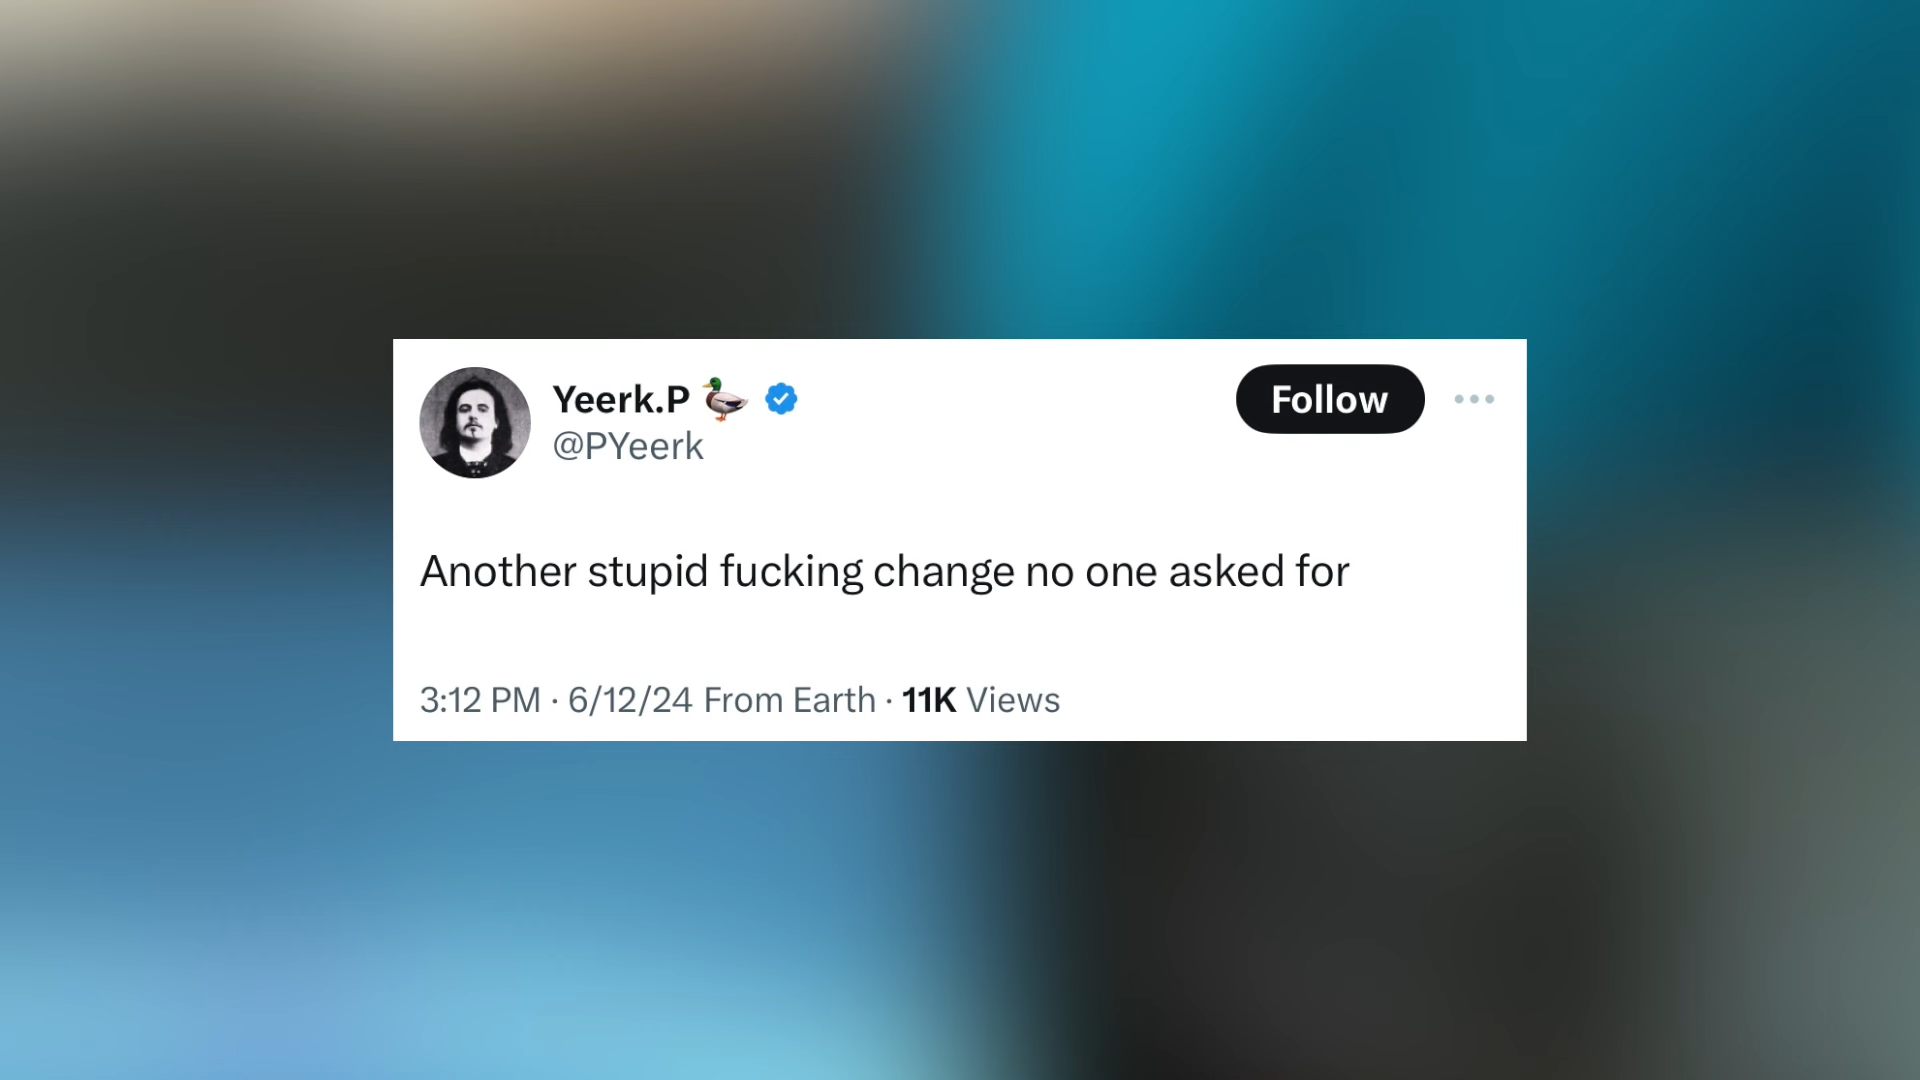 Yeerk.P 🦆
@PYeerk
Follow
Another stupid fucking change no one asked for
3:12 PM · 6/12/24 From Earth · 11K Views